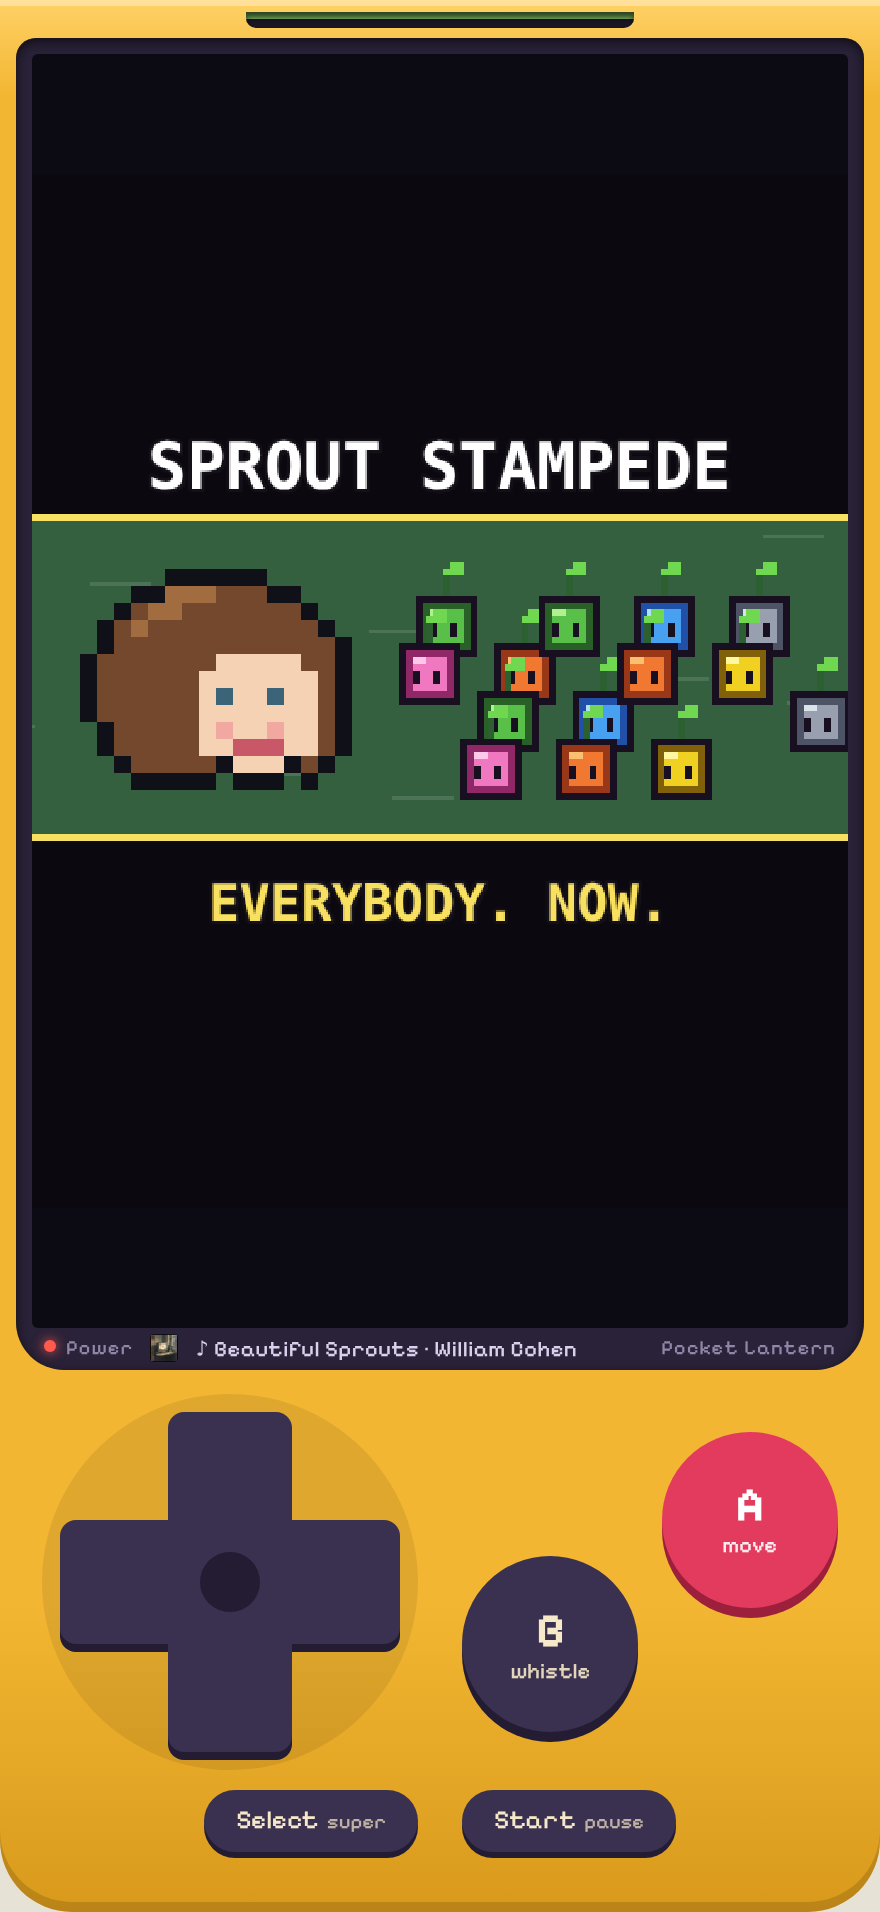 SPROUT STAMPEDE
EVERYBODY. NOW.
Power ♪ Beautiful Sprouts · William Cohen Pocket Lantern
A
move
B
whistle
Select super Start pause